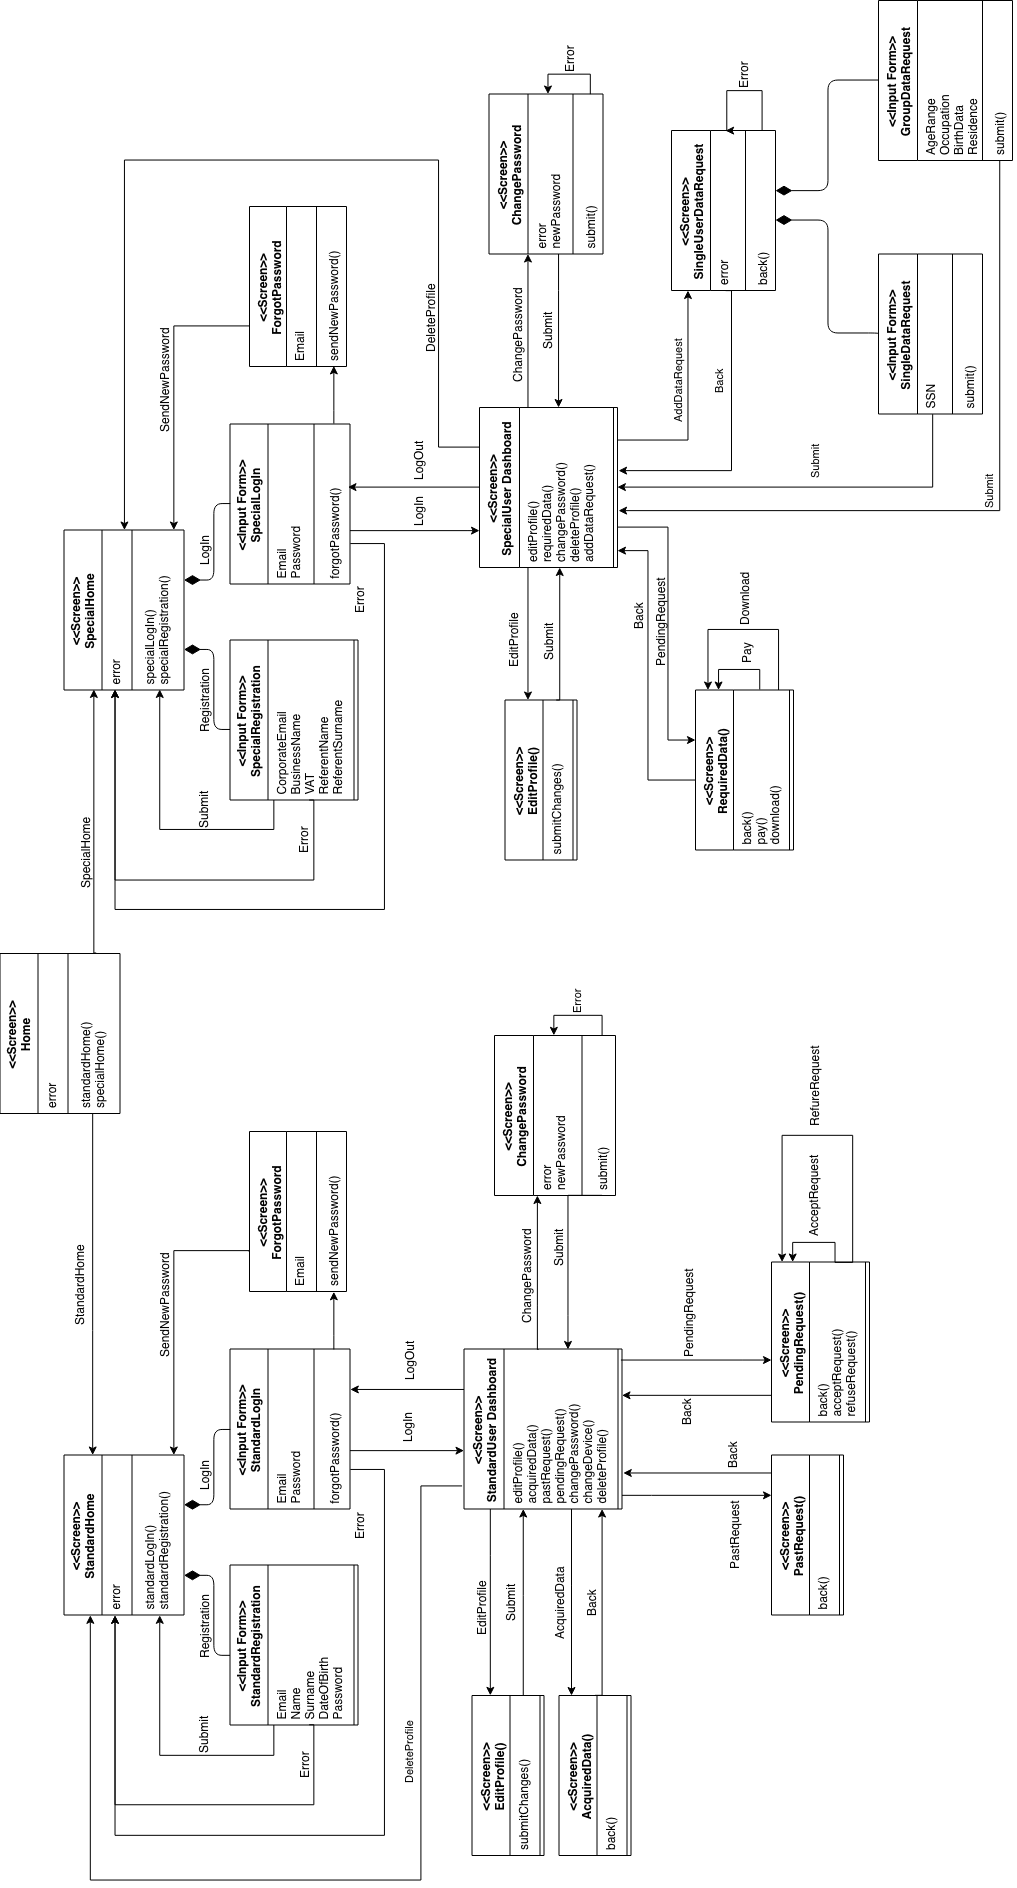 <<Screen>>
Home
error
standardHome()
specialHome()
StandardHome
SpecialHome
<<Screen>>
StandardHome
error
standardLogIn()
standardRegistration()
Registration
LogIn
<<Input Form>>
StandardRegistration
Email
Name
Surname
DateOfBirth
Password
Submit
Error
<<Input Form>>
StandardLogIn
Email
Password
forgotPassword()
Error
<<Screen>>
ForgotPassword
Email
sendNewPassword()
SendNewPassword
DeleteProfile
LogIn
LogOut
<<Screen>>
StandardUser Dashboard
editProfile()
acquiredData()
pastRequest()
pendingRequest()
changePassword()
changeDevice()
deleteProfile()
EditProfile
Submit
<<Screen>>
EditProfile()
submitChanges()
AcquiredData
Back
<<Screen>>
AcquiredData()
back()
ChangePassword
Submit
<<Screen>>
ChangePassword
error
newPassword
submit()
Error
PastRequest
Back
<<Screen>>
PastRequest()
back()
PendingRequest
Back
<<Screen>>
PendingRequest()
back()
acceptRequest()
refuseRequest()
AcceptRequest
RefureRequest
<<Screen>>
SpecialHome
error
specialLogIn()
specialRegistration()
Registration
LogIn
<<Input Form>>
SpecialRegistration
CorporateEmail
BusinessName
VAT
ReferentName
ReferentSurname
Submit
Error
<<Input Form>>
SpecialLogIn
Email
Password
forgotPassword()
Error
<<Screen>>
ForgotPassword
Email
sendNewPassword()
SendNewPassword
DeleteProfile
LogIn
LogOut
<<Screen>>
SpecialUser Dashboard
editProfile()
requiredData()
changePassword()
deleteProfile()
addDataRequest()
EditProfile
Submit
<<Screen>>
EditProfile()
submitChanges()
ChangePassword
Submit
<<Screen>>
ChangePassword
error
newPassword
submit()
Error
PendingRequest
Back
<<Screen>>
RequiredData()
back()
pay()
download()
Pay
Download
AddDataRequest
Back
<<Screen>>
SingleUserDataRequest
error
back()
Error
<<Input Form>>
SingleDataRequest
SSN
submit()
Submit
<<Input Form>>
GroupDataRequest
AgeRange
Occupation
BirthData
Residence
submit()
Submit